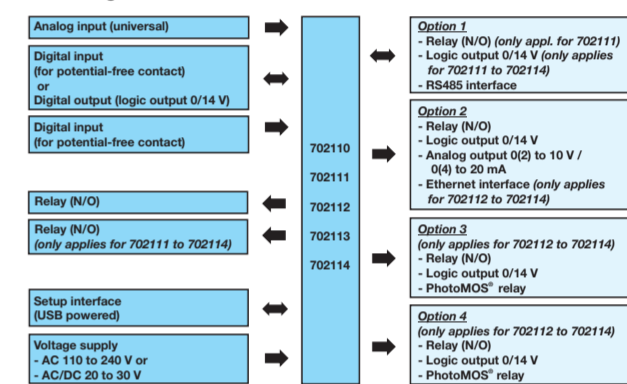 Analog input (universal)
Digital input
(for potential-free contact)
or
Digital output (logic output 0/14 V)
Digital input
(for potential-free contact)
Relay (N/O)
Relay (N/O)
(only applies for 702111 to 702114)
Setup interface
(USB powered)
Voltage supply
- AC 110 to 240 V or
- AC/DC 20 to 30 V
702110
702111
702112
702113
702114
Option 1
- Relay (N/O) (only appl. for 702111)
- Logic output 0/14 V (only applies
for 702111 to 702114)
- RS485 interface
Option 2
- Relay (N/O)
- Logic output 0/14 V
- Analog output 0(2) to 10 V /
0(4) to 20 mA
- Ethernet interface (only applies
for 702112 to 702114)
Option 3
(only applies for 702112 to 702114)
- Relay (N/O)
- Logic output 0/14 V
- PhotoMOS® relay
Option 4
(only applies for 702112 to 702114)
- Relay (N/O)
- Logic output 0/14 V
- PhotoMOS® relay